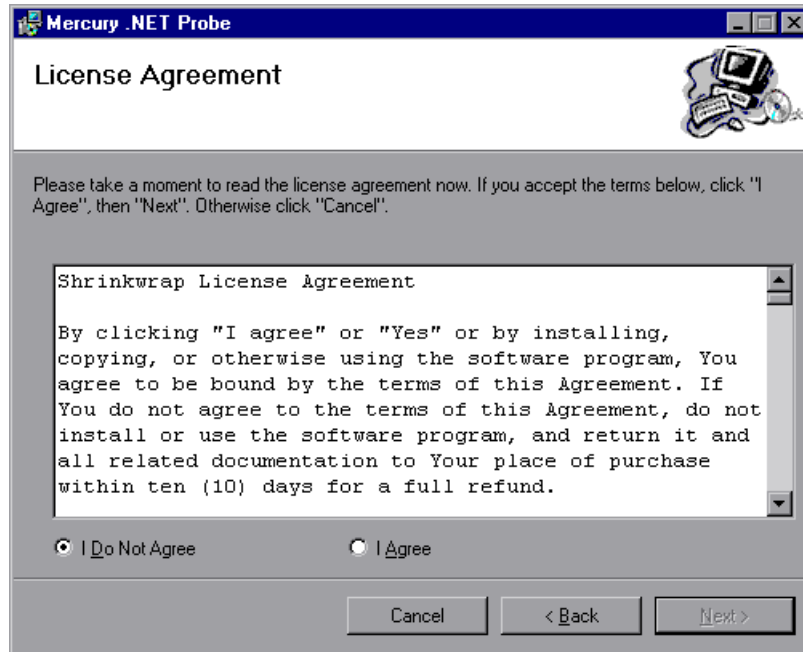 Mercury .NET Probe
License Agreement
Please take a moment to read the license agreement now. If you accept the terms below, click "I
Agree", then "Next". Otherwise click "Cancel".
Shrinkwrap License Agreement
By clicking "I agree" or "Yes" or by installing,
copying, or otherwise using the software program, You
agree to be bound by the terms of this Agreement. If
You do not agree to the terms of this Agreement, do not
install or use the software program, and return it and
all related documentation to Your place of purchase
within ten (10) days for a full refund.
I Do Not Agree
I Agree
Cancel
< Back
Next >